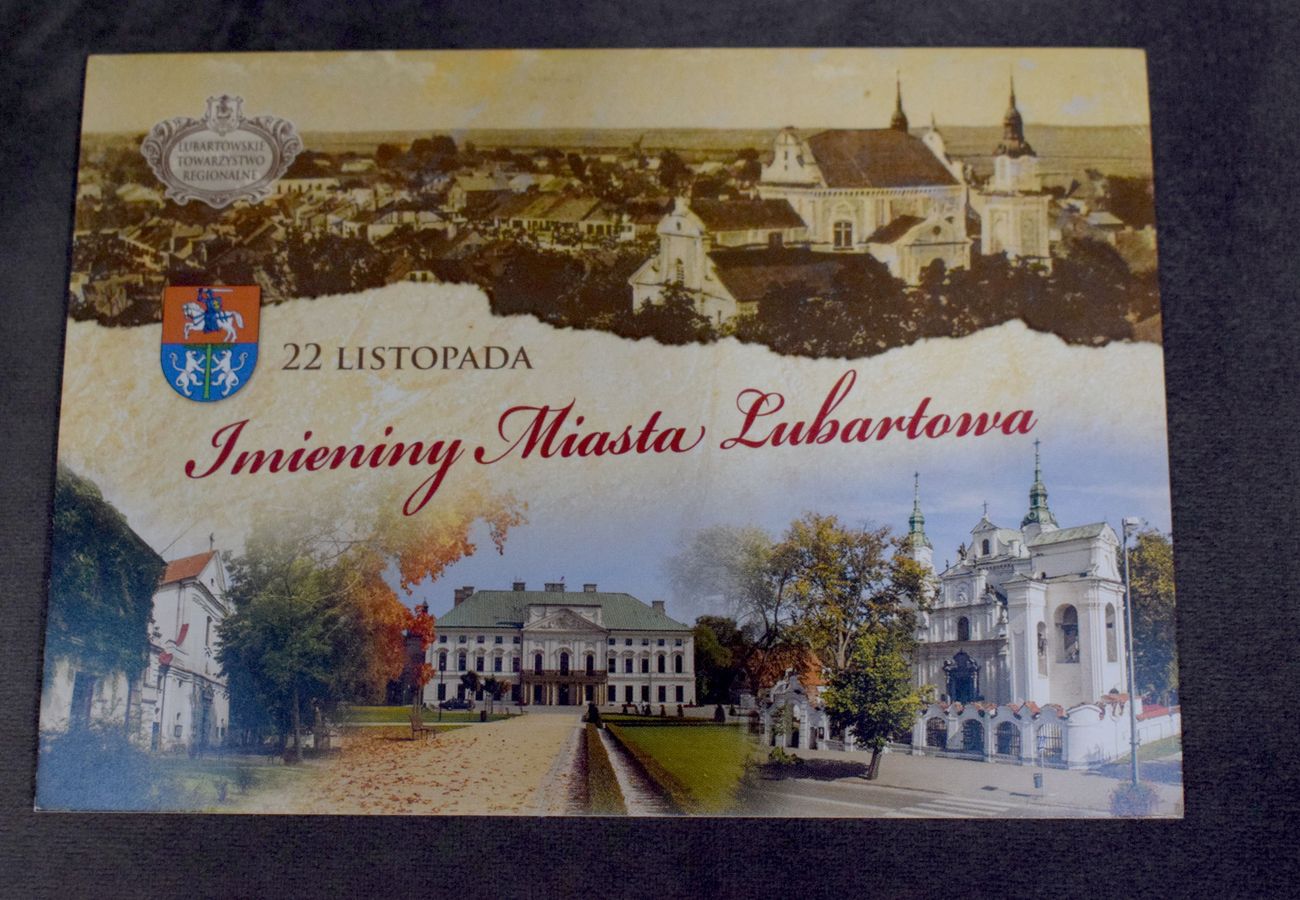 LUBARTOWSKIE
TOWARZYSTWO
REGIONALNE
22 LISTOPADA
Imieniny Miasta Lubartowa